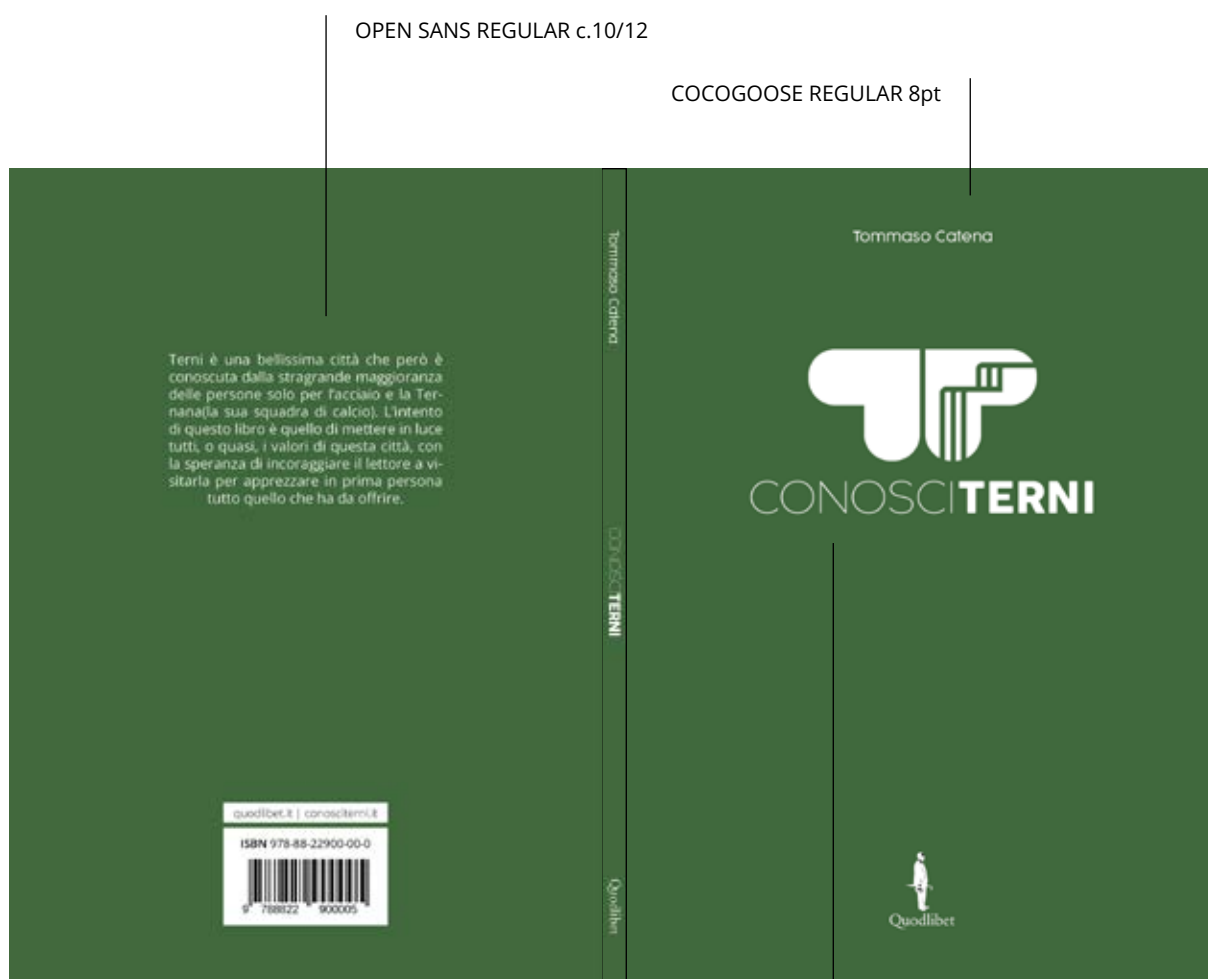 OPEN SANS REGULAR c.10/12
COCOGOOSE REGULAR 8pt
Terni è una bellissima città che però è
conoscuta dalla stragrande maggioranza
delle persone solo per l'acciaio e la Ter-
nana(la sua squadra di calcio). L'intento
di questo libro è quello di mettere in luce
tutti, o quasi, i valori di questa città, con
la speranza di incoraggiare il lettore a vi-
sitarla per apprezzare in prima persona
tutto quello che ha da offrire.
quodlibet.it | conosciterni.it
ISBN 978-88-22900-00-0
9 788822 900005
Tommaso Catena
CONOSCITERNI
Quodlibet
Tommaso Catena
CONOSCITERNI
Quodlibet